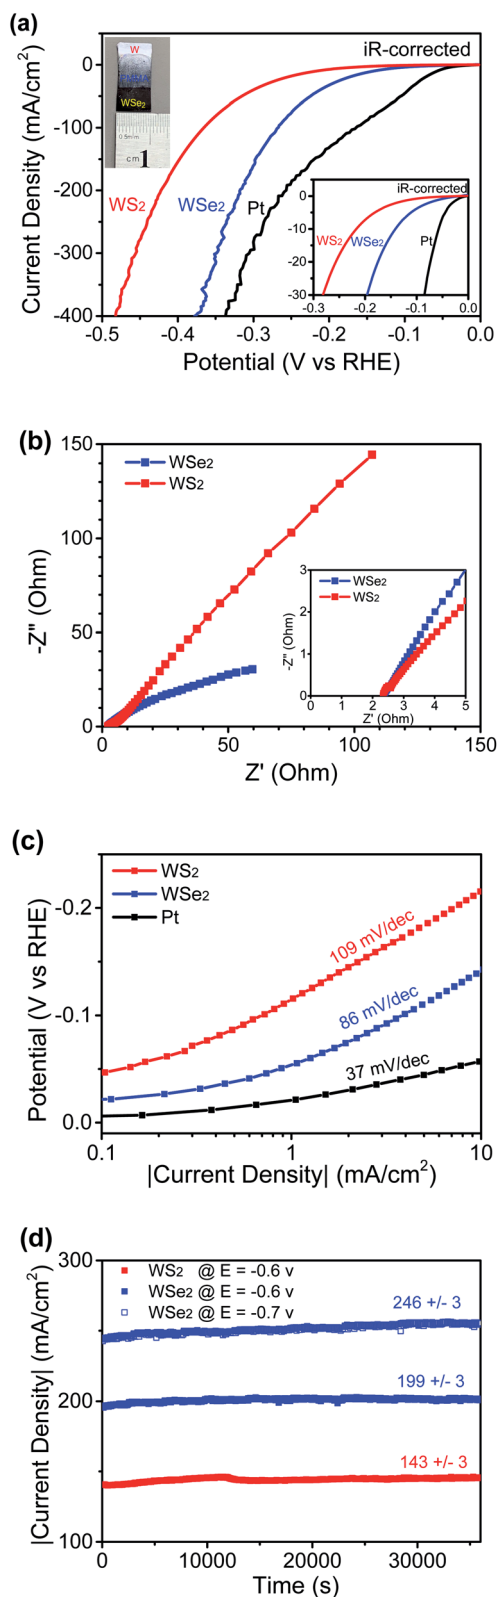 (a)
iR-corrected
W
PMMA
WSe2
0.5m/m
cm 1
WS2
WSe2
Pt
iR-corrected
WS2
WSe2
Pt
0
-10
-20
-30
-0.3 -0.2 -0.1 0.0
0
-100
-200
-300
-400
-0.5 -0.4 -0.3 -0.2 -0.1 0.0
Current Density (mA/cm²)
Potential (V vs RHE)
(b)
WSe2
WS2
150
100
50
0
0 50 100 150
-Z" (Ohm)
Z' (Ohm)
WSe2
WS2
3
2
1
0
0 1 2 3 4 5
-Z" (Ohm)
Z' (Ohm)
(c)
WS2
WSe2
Pt
109 mV/dec
86 mV/dec
37 mV/dec
-0.2
-0.1
0.0
0.1 1 10
Potential (V vs RHE)
|Current Density| (mA/cm²)
(d)
WS2 @ E = -0.6 v
WSe2 @ E = -0.6 v
WSe2 @ E = -0.7 v
246 +/- 3
199 +/- 3
143 +/- 3
300
200
100
0 10000 20000 30000
|Current Density| (mA/cm²)
Time (s)